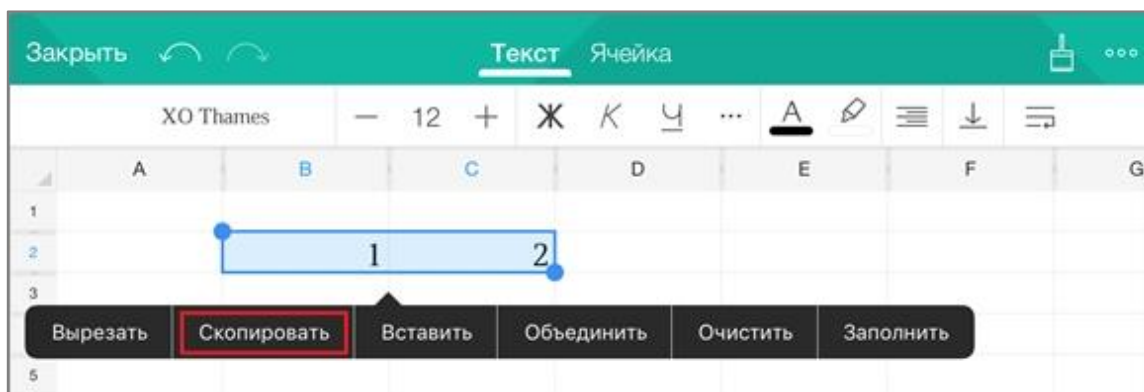 Закрыть Текст Ячейка
XO Thames — 12 + Ж К Ч ... А
A B C D E F G
1
2 1 2
3
Вырезать Скопировать Вставить Объединить Очистить Заполнить
5